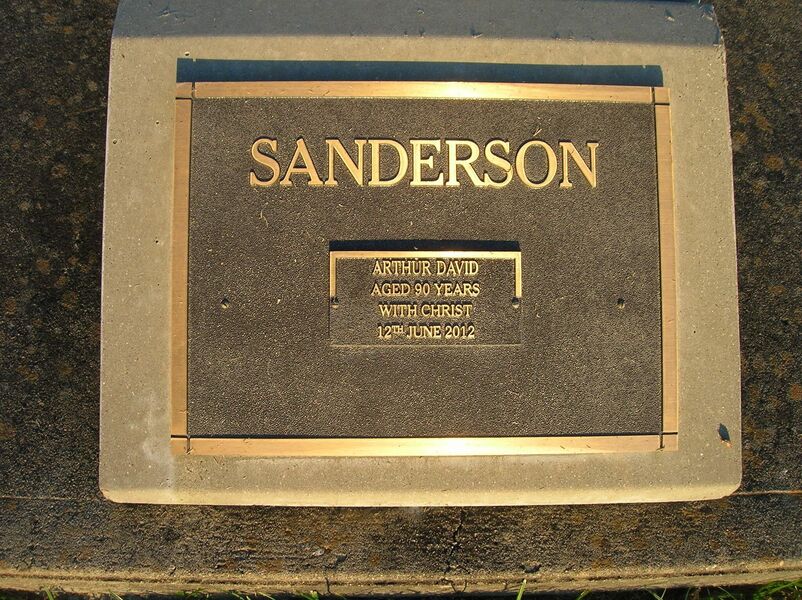 SANDERSON
ARTHUR DAVID
AGED 90 YEARS
WITH CHRIST
12TH JUNE 2012